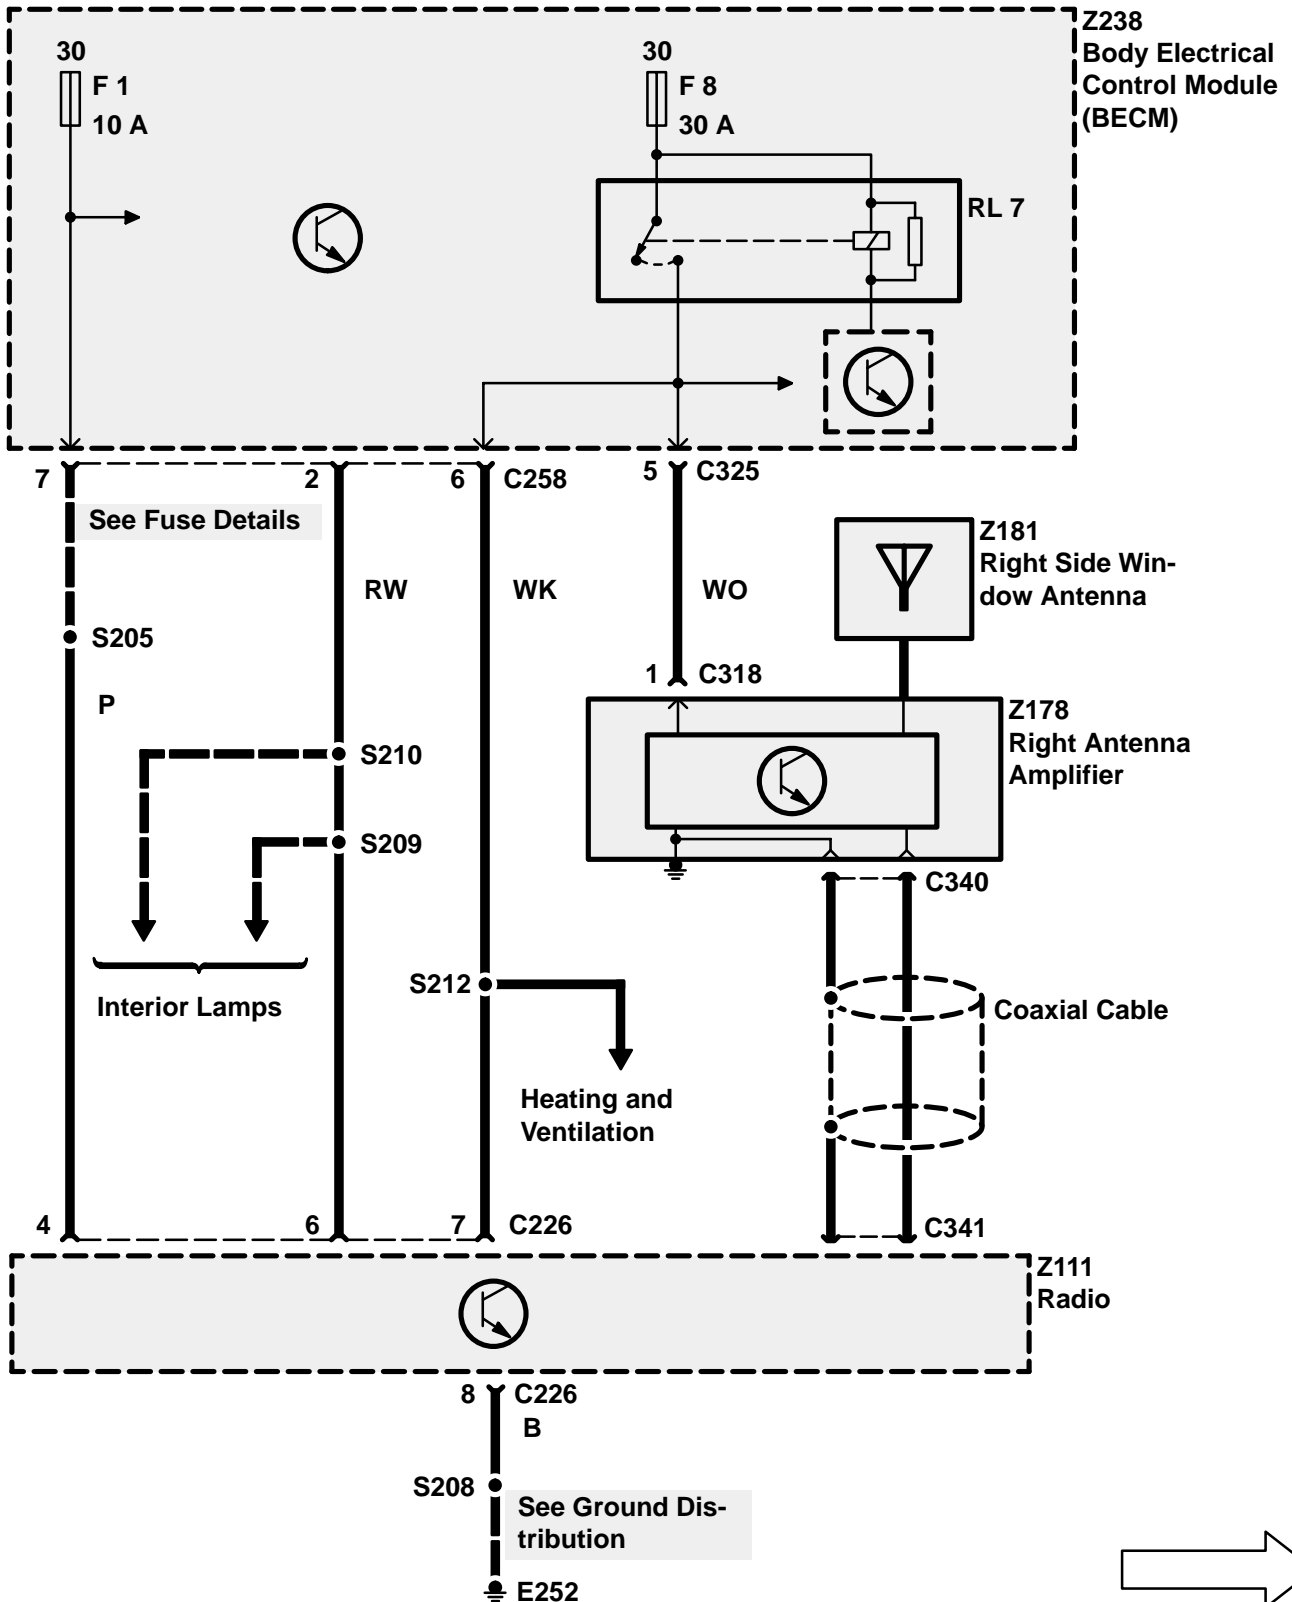 Z238
Body Electrical
Control Module
(BECM)
30
F 1
10 A
30
F 8
30 A
RL 7
7
2
6
C258
5
C325
See Fuse Details
RW
WK
WO
Z181
Right Side Win-
dow Antenna
S205
P
1
C318
S210
S209
Z178
Right Antenna
Amplifier
C340
Interior Lamps
S212
Coaxial Cable
Heating and
Ventilation
4
6
7
C226
C341
Z111
Radio
8
C226
B
S208
See Ground Dis-
tribution
E252